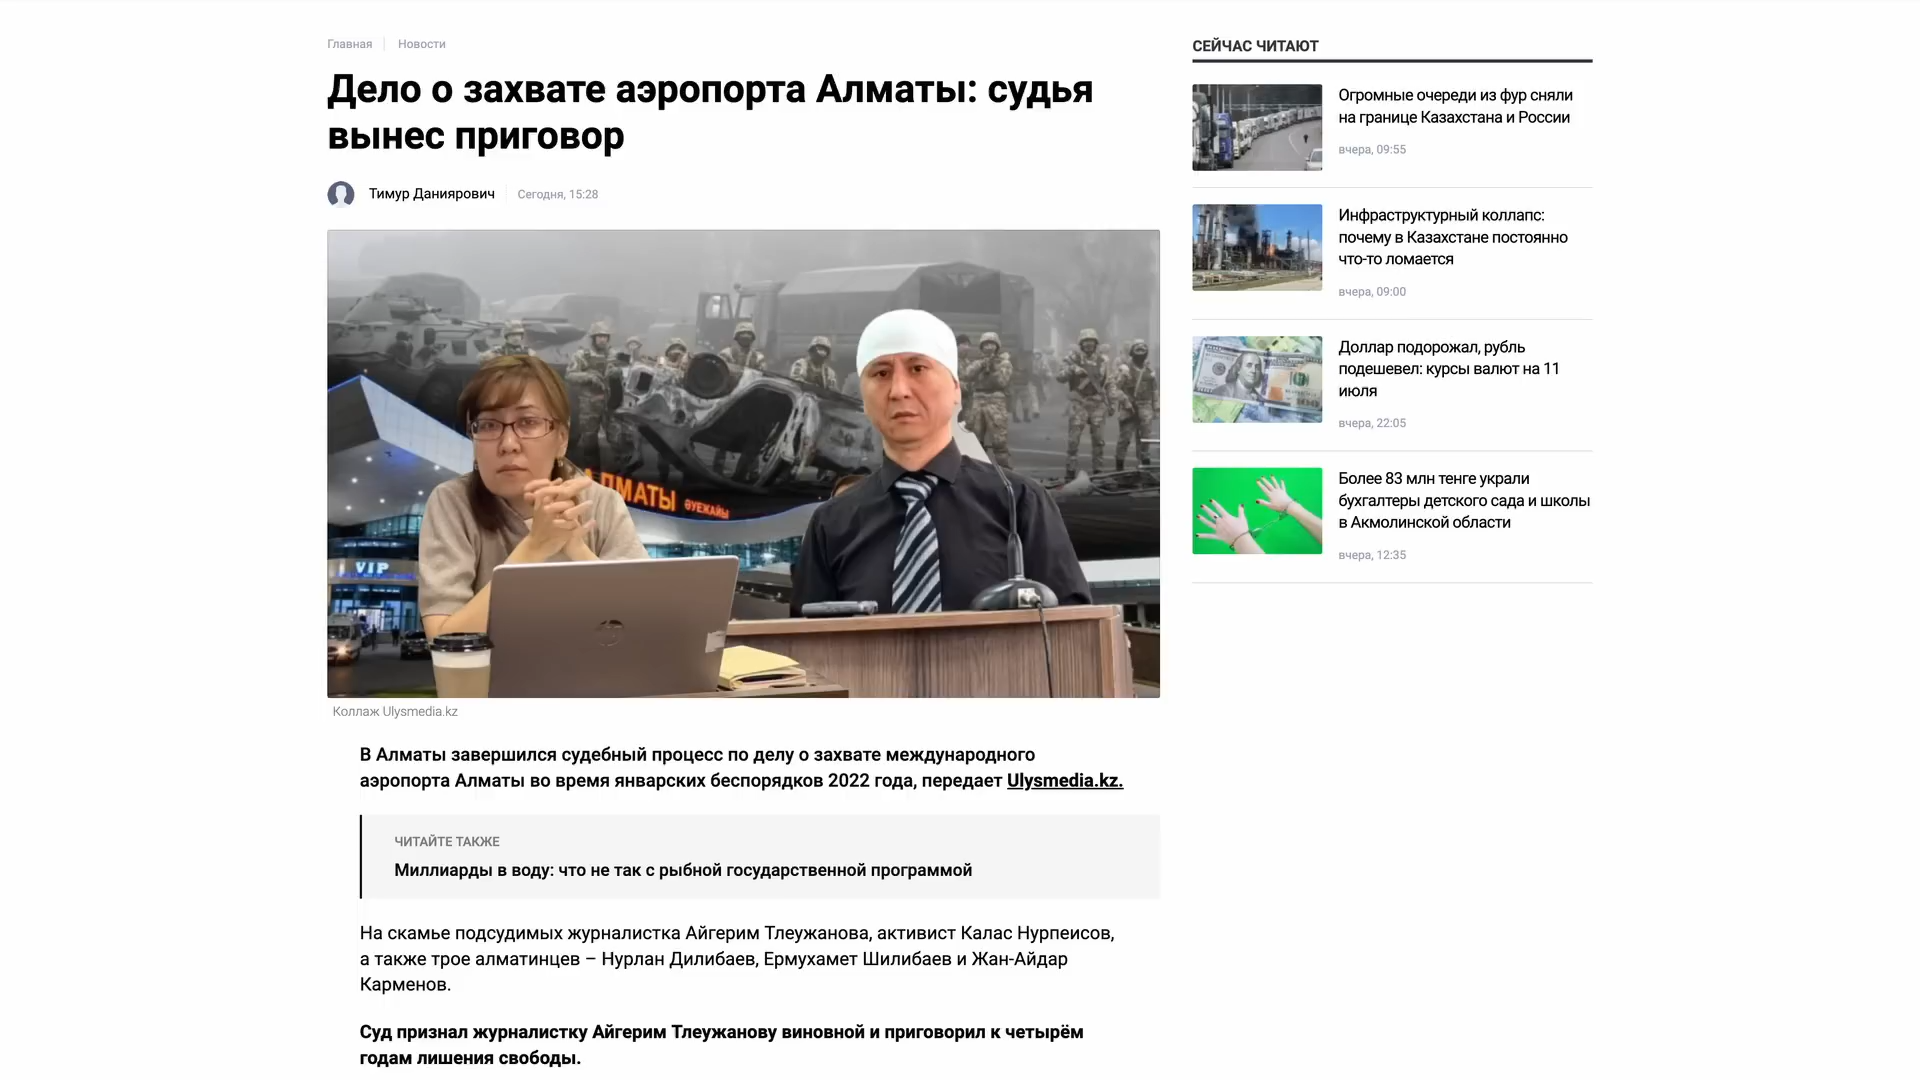 Главная
Новости
Дело о захвате аэропорта Алматы: судья
вынес приговор
Тимур Даниярович
Сегодня, 15:28
АЛМАТЫ
ӘУЕЖАЙЫ
VIP
Коллаж Ulysmedia.kz
В Алматы завершился судебный процесс по делу о захвате международного
аэропорта Алматы во время январских беспорядков 2022 года, передает Ulysmedia.kz.
ЧИТАЙТЕ ТАКЖЕ
Миллиарды в воду: что не так с рыбной государственной программой
На скамье подсудимых журналистка Айгерим Тлеужанова, активист Калас Нурпеисов,
а также трое алматинцев – Нурлан Дилибаев, Ермухамет Шилибаев и Жан-Айдар
Карменов.
Суд признал журналистку Айгерим Тлеужанову виновной и приговорил к четырём
годам лишения свободы.
СЕЙЧАС ЧИТАЮТ
Огромные очереди из фур сняли
на границе Казахстана и России
вчера, 09:55
Инфраструктурный коллапс:
почему в Казахстане постоянно
что-то ломается
вчера, 09:00
Доллар подорожал, рубль
подешевел: курсы валют на 11
июля
вчера, 22:05
Более 83 млн тенге украли
бухгалтеры детского сада и школы
в Акмолинской области
вчера, 12:35